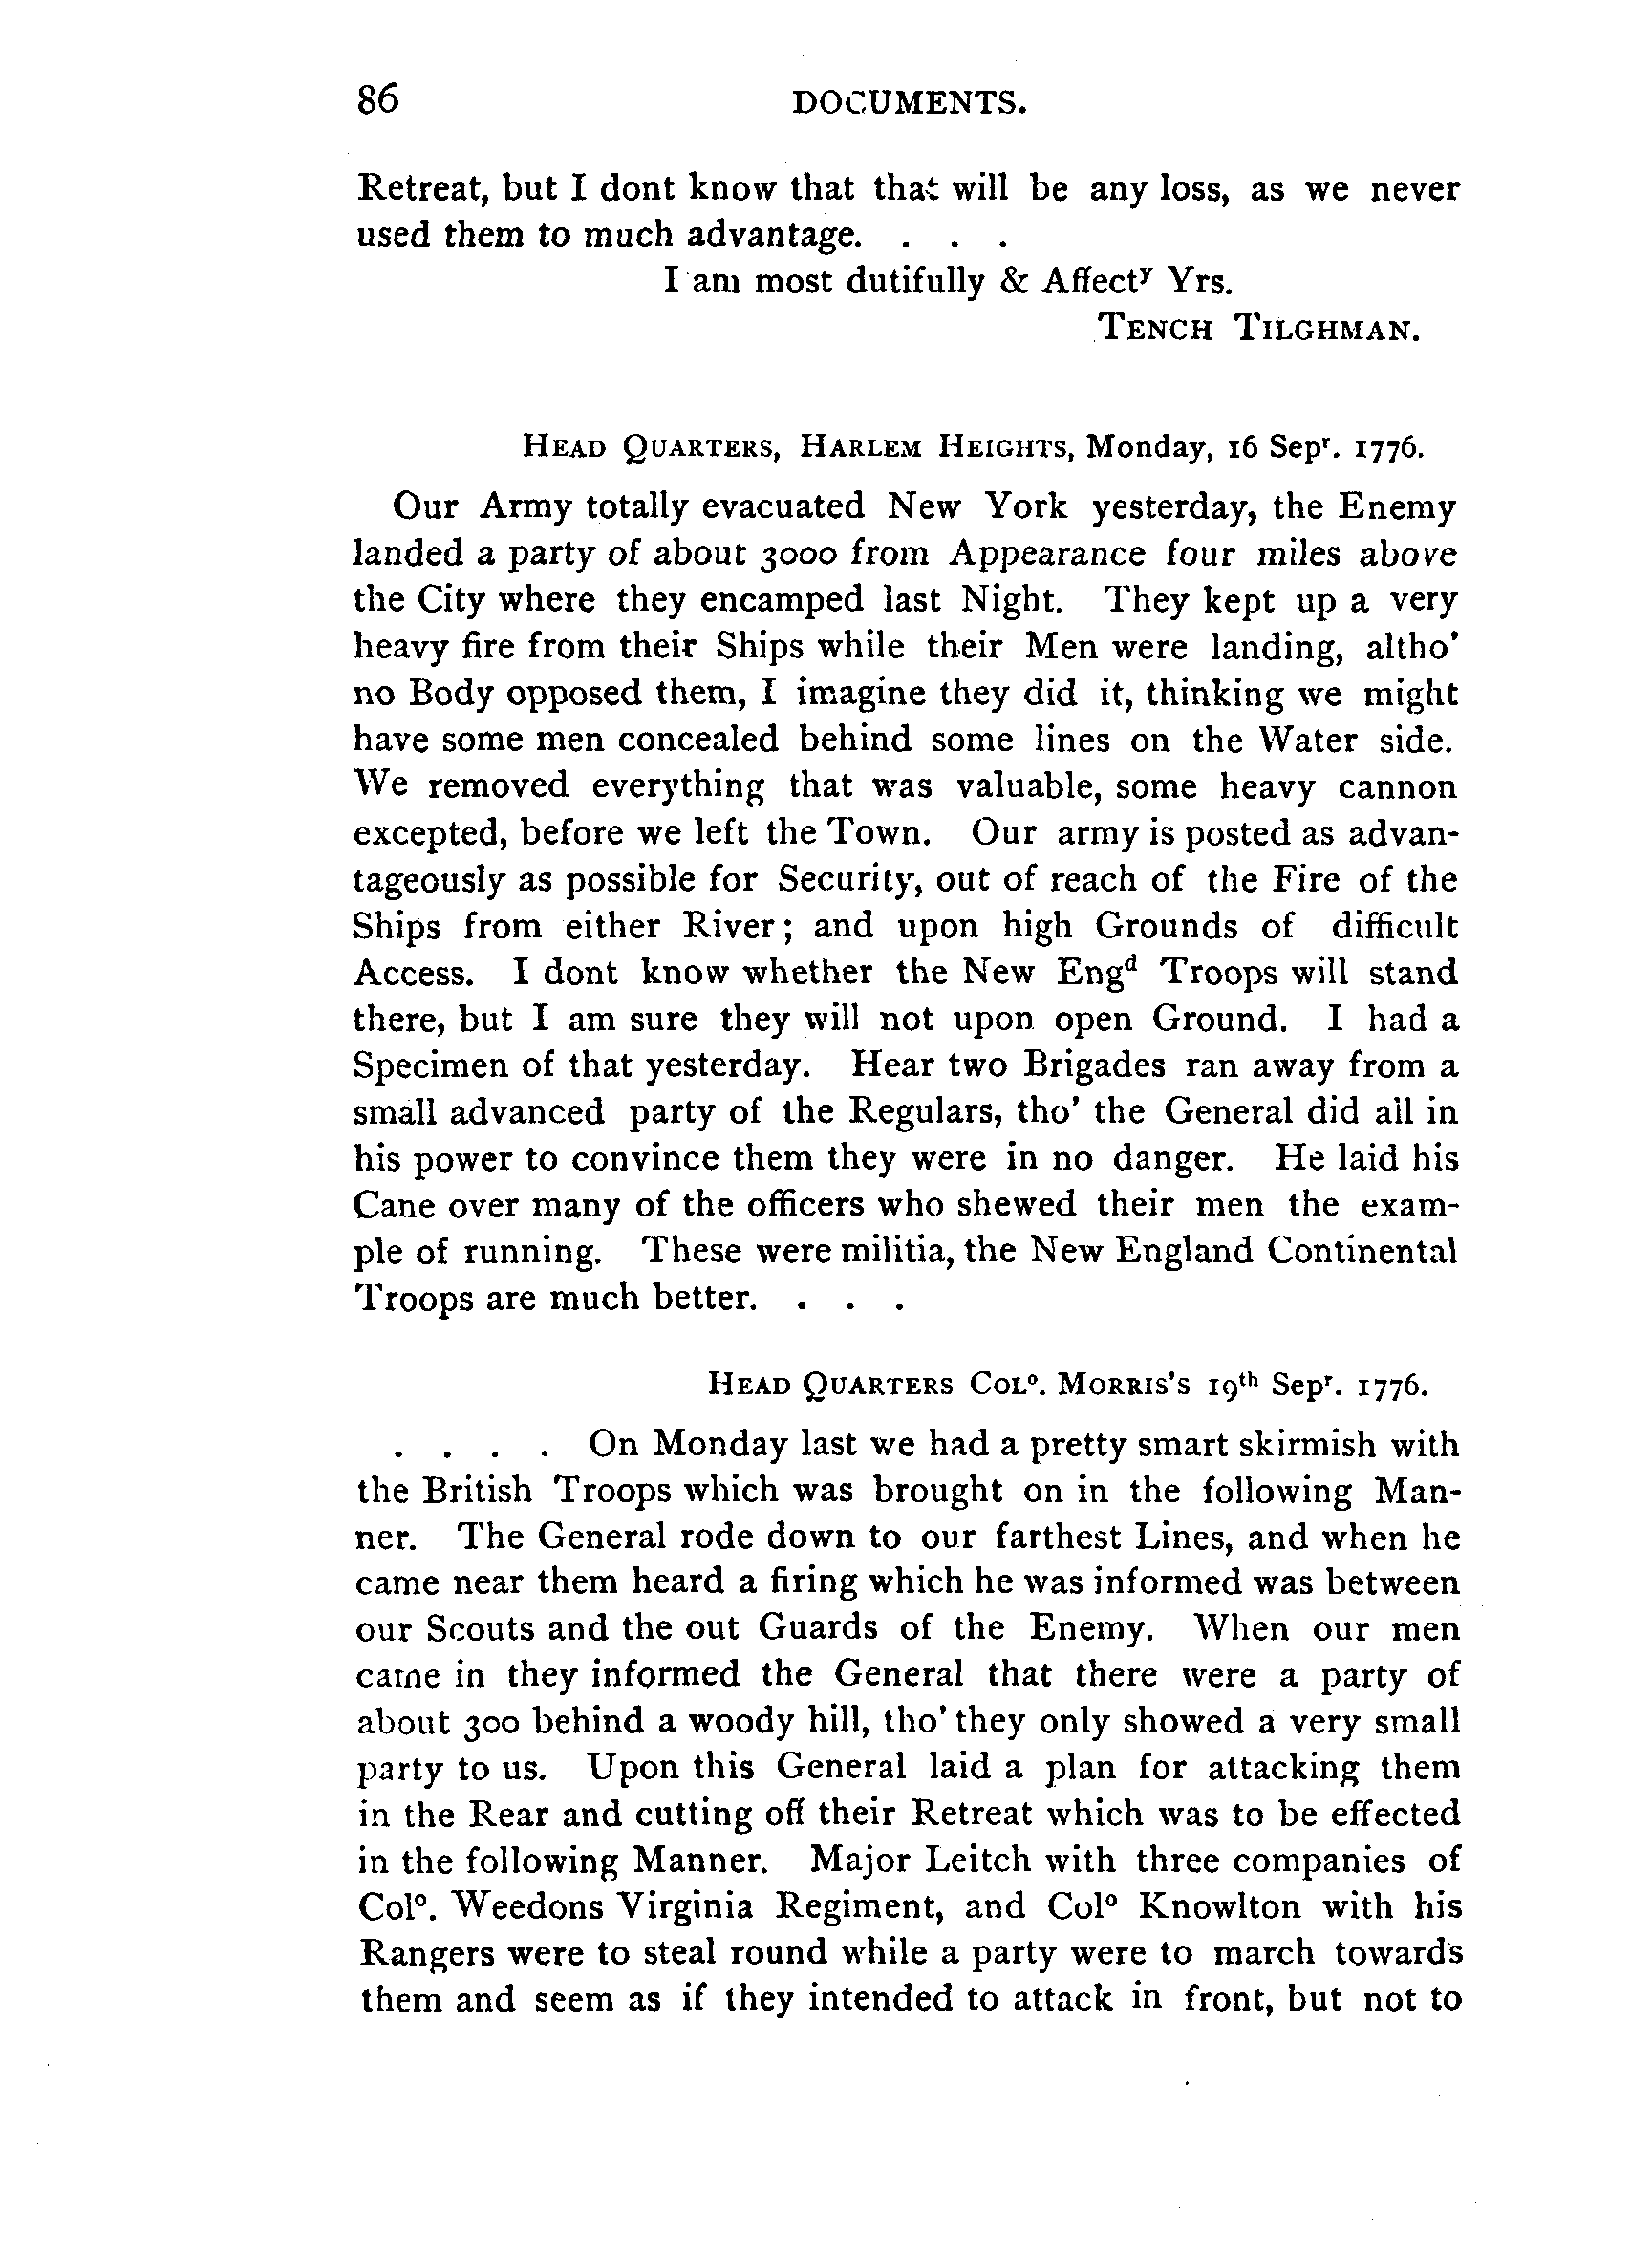 86 DOCUMENTS.
Retreat, but I dont know that that will be any loss, as we never
used them to much advantage. . . .
I am most dutifully & Affectʸ Yrs.
TENCH TILGHMAN.
HEAD QUARTERS, HARLEM HEIGHTS, Monday, 16 Sepʳ. 1776.
Our Army totally evacuated New York yesterday, the Enemy
landed a party of about 3000 from Appearance four miles above
the City where they encamped last Night. They kept up a very
heavy fire from their Ships while their Men were landing, altho'
no Body opposed them, I imagine they did it, thinking we might
have some men concealed behind some lines on the Water side.
We removed everything that was valuable, some heavy cannon
excepted, before we left the Town. Our army is posted as advan-
tageously as possible for Security, out of reach of the Fire of the
Ships from either River; and upon high Grounds of difficult
Access. I dont know whether the New Engᵈ Troops will stand
there, but I am sure they will not upon open Ground. I had a
Specimen of that yesterday. Hear two Brigades ran away from a
small advanced party of the Regulars, tho' the General did all in
his power to convince them they were in no danger. He laid his
Cane over many of the officers who shewed their men the exam-
ple of running. These were militia, the New England Continental
Troops are much better. . . .
HEAD QUARTERS COLº. MORRIS'S 19ᵗʰ Sepʳ. 1776.
. . . . On Monday last we had a pretty smart skirmish with
the British Troops which was brought on in the following Man-
ner. The General rode down to our farthest Lines, and when he
came near them heard a firing which he was informed was between
our Scouts and the out Guards of the Enemy. When our men
came in they informed the General that there were a party of
about 300 behind a woody hill, tho' they only showed a very small
party to us. Upon this General laid a plan for attacking them
in the Rear and cutting off their Retreat which was to be effected
in the following Manner. Major Leitch with three companies of
Colº. Weedons Virginia Regiment, and Colº Knowlton with his
Rangers were to steal round while a party were to march towards
them and seem as if they intended to attack in front, but not to